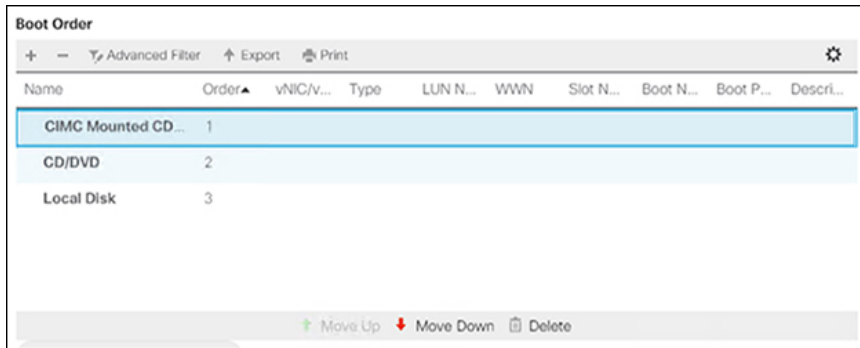 Boot Order
+ − Advanced Filter Export Print
Name Order vNIC/v... Type LUN N... WWN Slot N... Boot N... Boot P... Descri...
CIMC Mounted CD... 1
CD/DVD 2
Local Disk 3
Move Up Move Down Delete